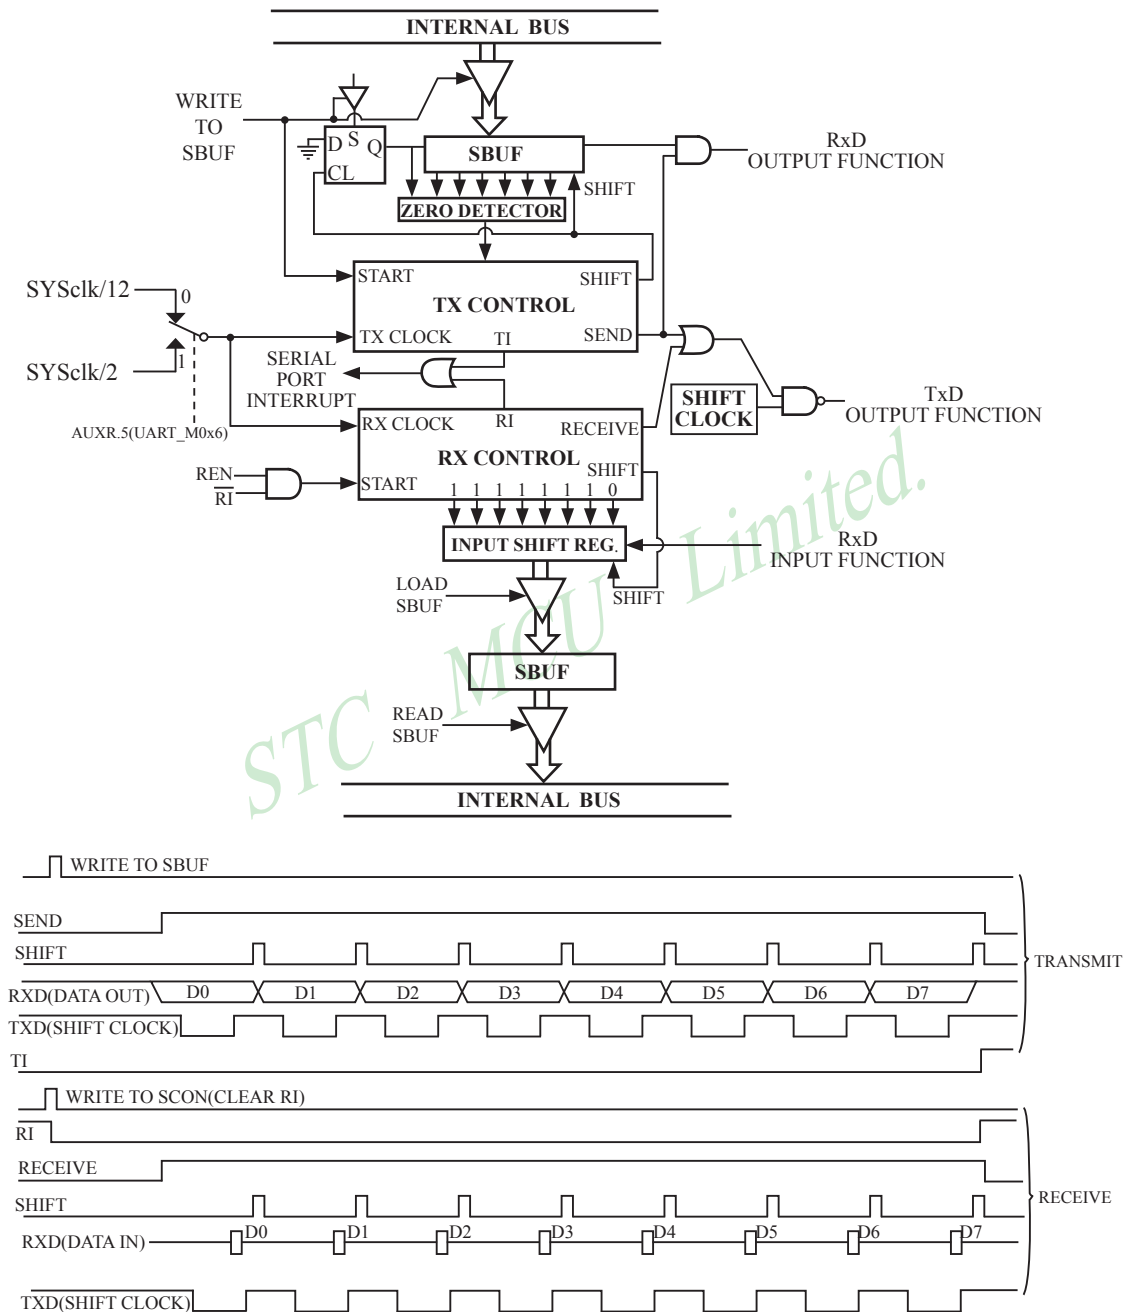 INTERNAL BUS
WRITE
TO
SBUF
D S Q
CL
SBUF
RxD
OUTPUT FUNCTION
SHIFT
ZERO DETECTOR
START
SHIFT
TX CONTROL
TX CLOCK
TI
SEND
SYSclk/12
0
1
SYSclk/2
AUXR.5(UART_M0x6)
SERIAL
PORT
INTERRUPT
SHIFT
CLOCK
TxD
OUTPUT FUNCTION
RX CLOCK
RI
RECEIVE
RX CONTROL
SHIFT
REN
RI
START
1 1 1 1 1 1 1 0
INPUT SHIFT REG.
RxD
INPUT FUNCTION
LOAD
SBUF
SHIFT
SBUF
READ
SBUF
INTERNAL BUS
STC MCU Limited.
WRITE TO SBUF
SEND
SHIFT
TRANSMIT
RXD(DATA OUT)
D0 D1 D2 D3 D4 D5 D6 D7
TXD(SHIFT CLOCK)
TI
WRITE TO SCON(CLEAR RI)
RI
RECEIVE
SHIFT
RECEIVE
RXD(DATA IN)
D0 D1 D2 D3 D4 D5 D6 D7
TXD(SHIFT CLOCK)